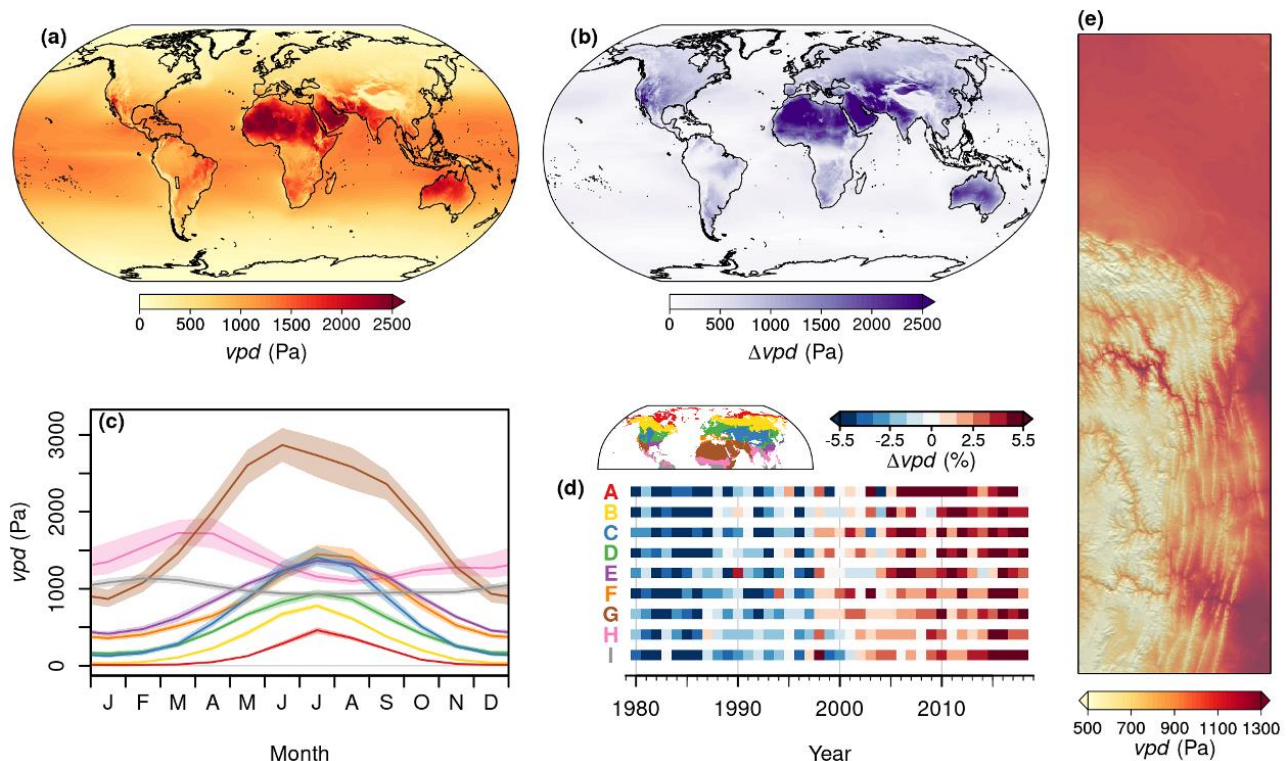 (a)
0 500 1000 1500 2000 2500
vpd (Pa)
(b)
0 500 1000 1500 2000 2500
Δvpd (Pa)
(c)
3000
2000
1000
0
vpd (Pa)
J F M A M J J A S O N D
Month
-5.5 -2.5 0 2.5 5.5
Δvpd (%)
(d)
A
B
C
D
E
F
G
H
I
1980 1990 2000 2010
Year
(e)
500 700 900 1100 1300
vpd (Pa)